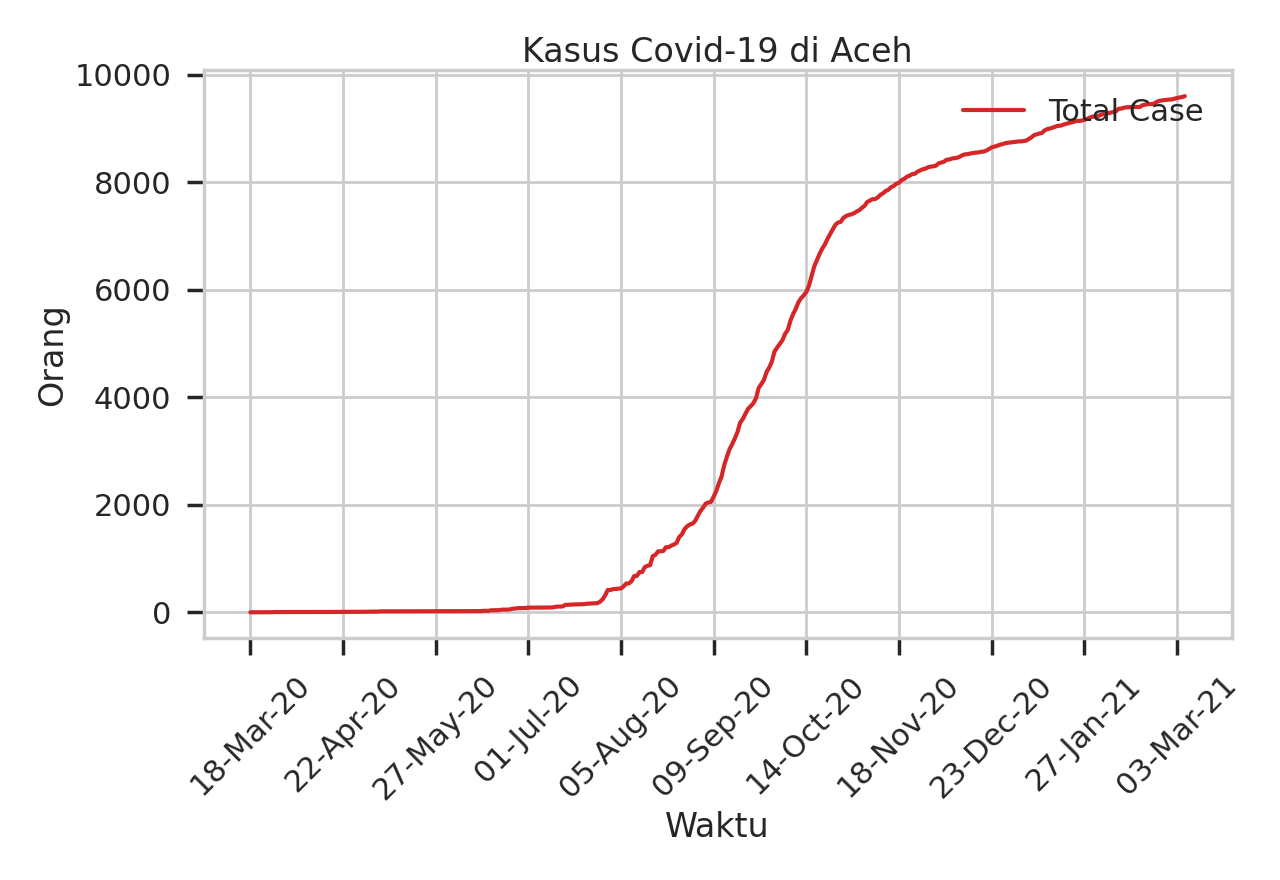 Kasus Covid-19 di Aceh
10000
8000
6000
4000
2000
0
Orang
Total Case
18-Mar-20
22-Apr-20
27-May-20
01-Jul-20
05-Aug-20
09-Sep-20
14-Oct-20
18-Nov-20
23-Dec-20
27-Jan-21
03-Mar-21
Waktu